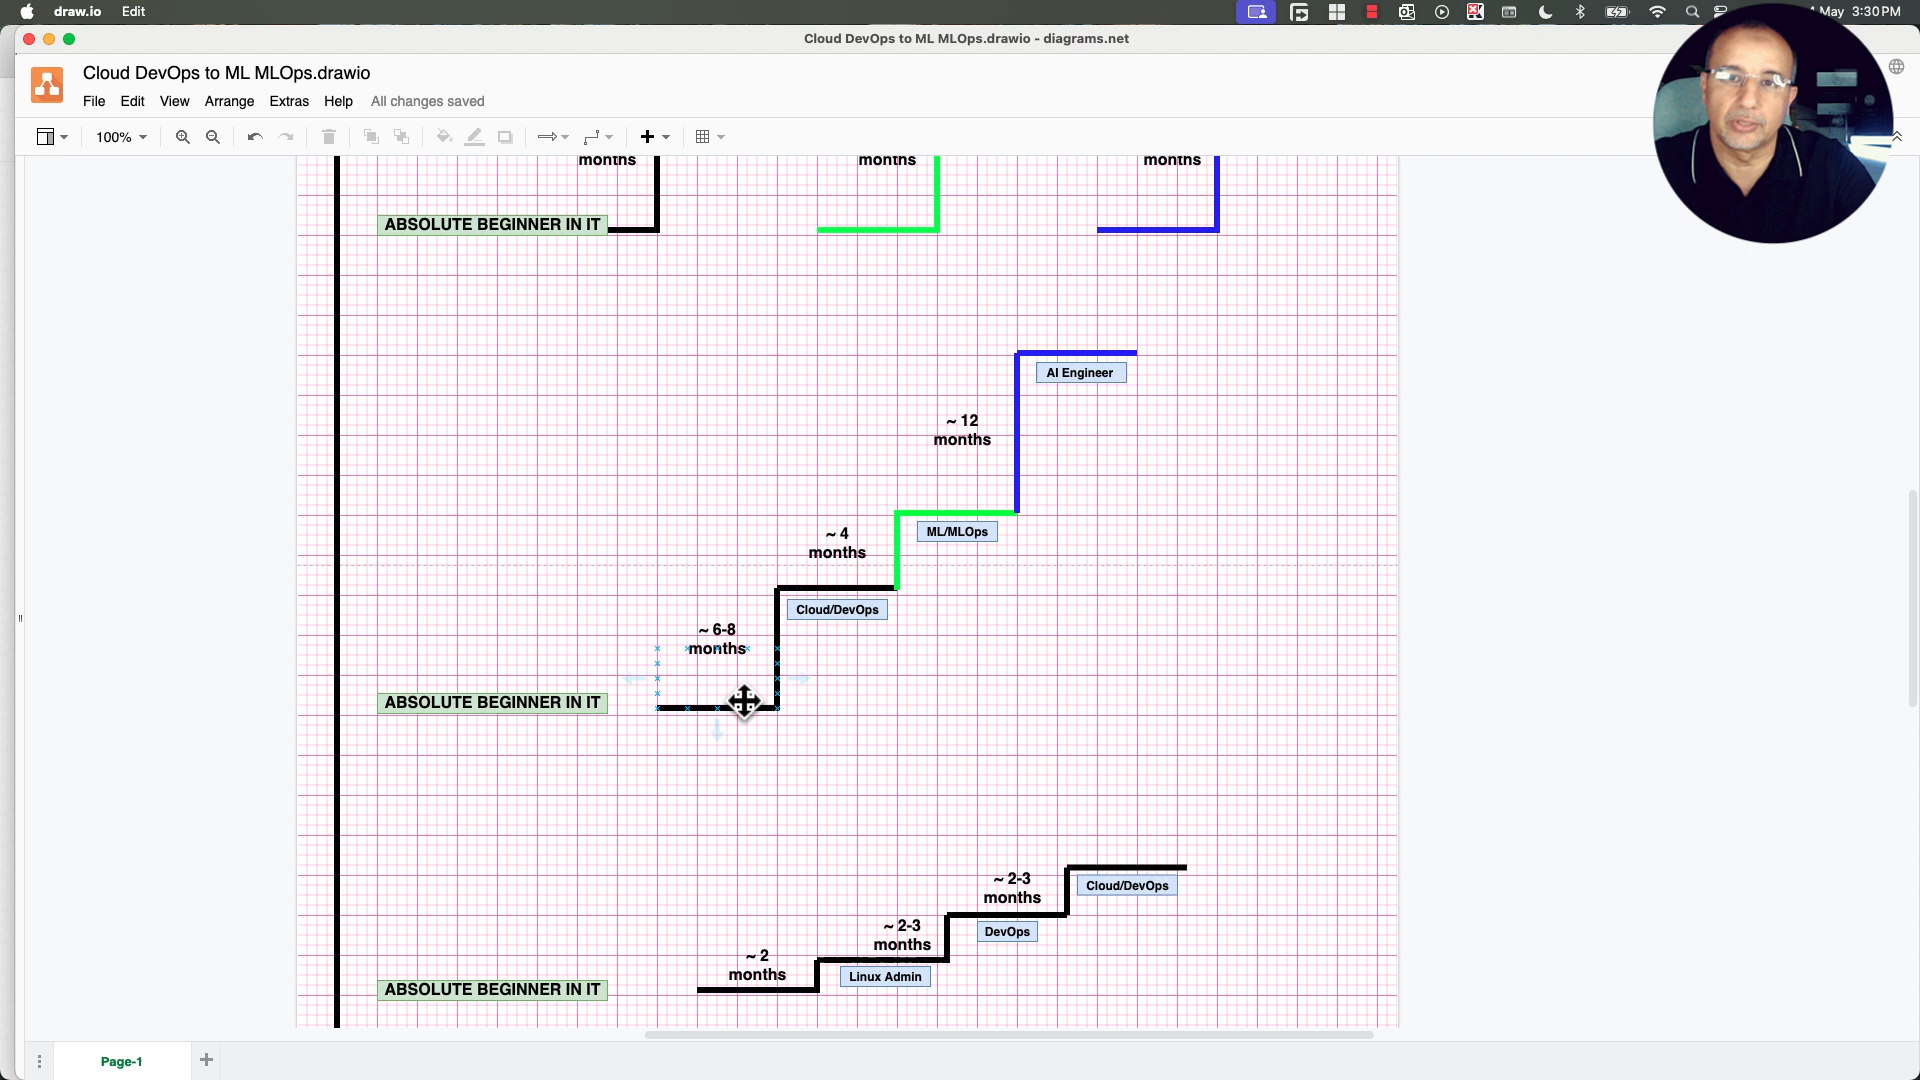 draw.io Edit
May 3:30 PM
Cloud DevOps to ML MLOps.drawio - diagrams.net
Cloud DevOps to ML MLOps.drawio
File Edit View Arrange Extras Help All changes saved
100%
months months months
ABSOLUTE BEGINNER IN IT
AI Engineer
~ 12
months
~ 4
months
ML/MLOps
Cloud/DevOps
~ 6-8
months
ABSOLUTE BEGINNER IN IT
~ 2-3
months
Cloud/DevOps
~ 2-3
months
DevOps
~ 2
months
Linux Admin
ABSOLUTE BEGINNER IN IT
Page-1